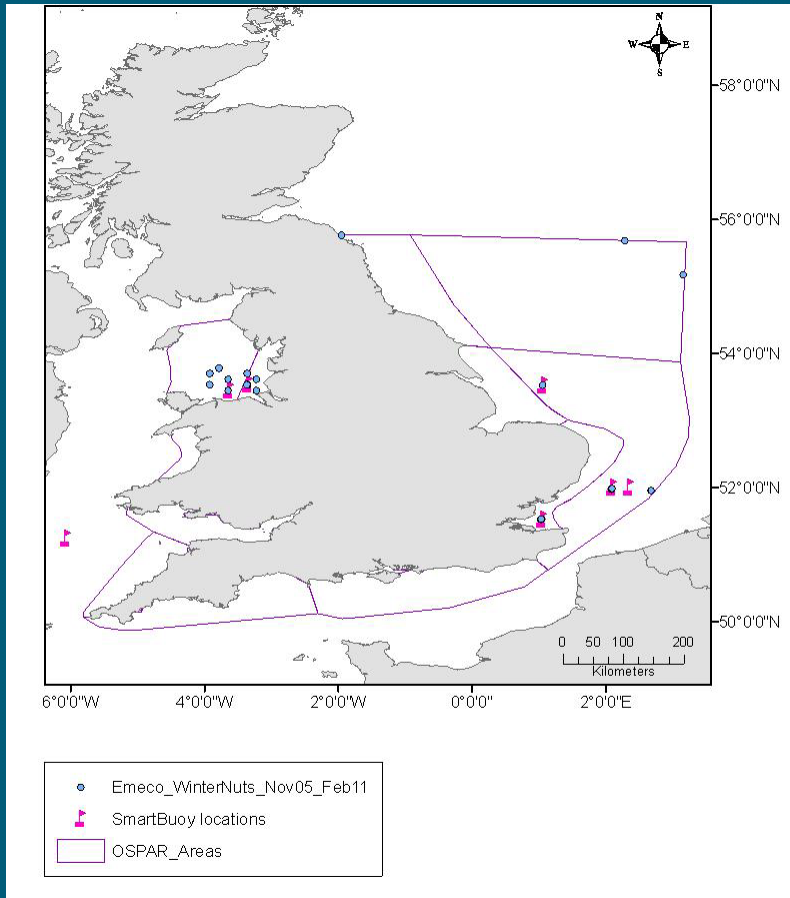 N
W E
S
58°0'0"N
56°0'0"N
54°0'0"N
52°0'0"N
50°0'0"N
0 50 100 200
Kilometers
6°0'0"W 4°0'0"W 2°0'0"W 0°0'0" 2°0'0"E
Emeco_WinterNuts_Nov05_Feb11
SmartBuoy locations
OSPAR_Areas